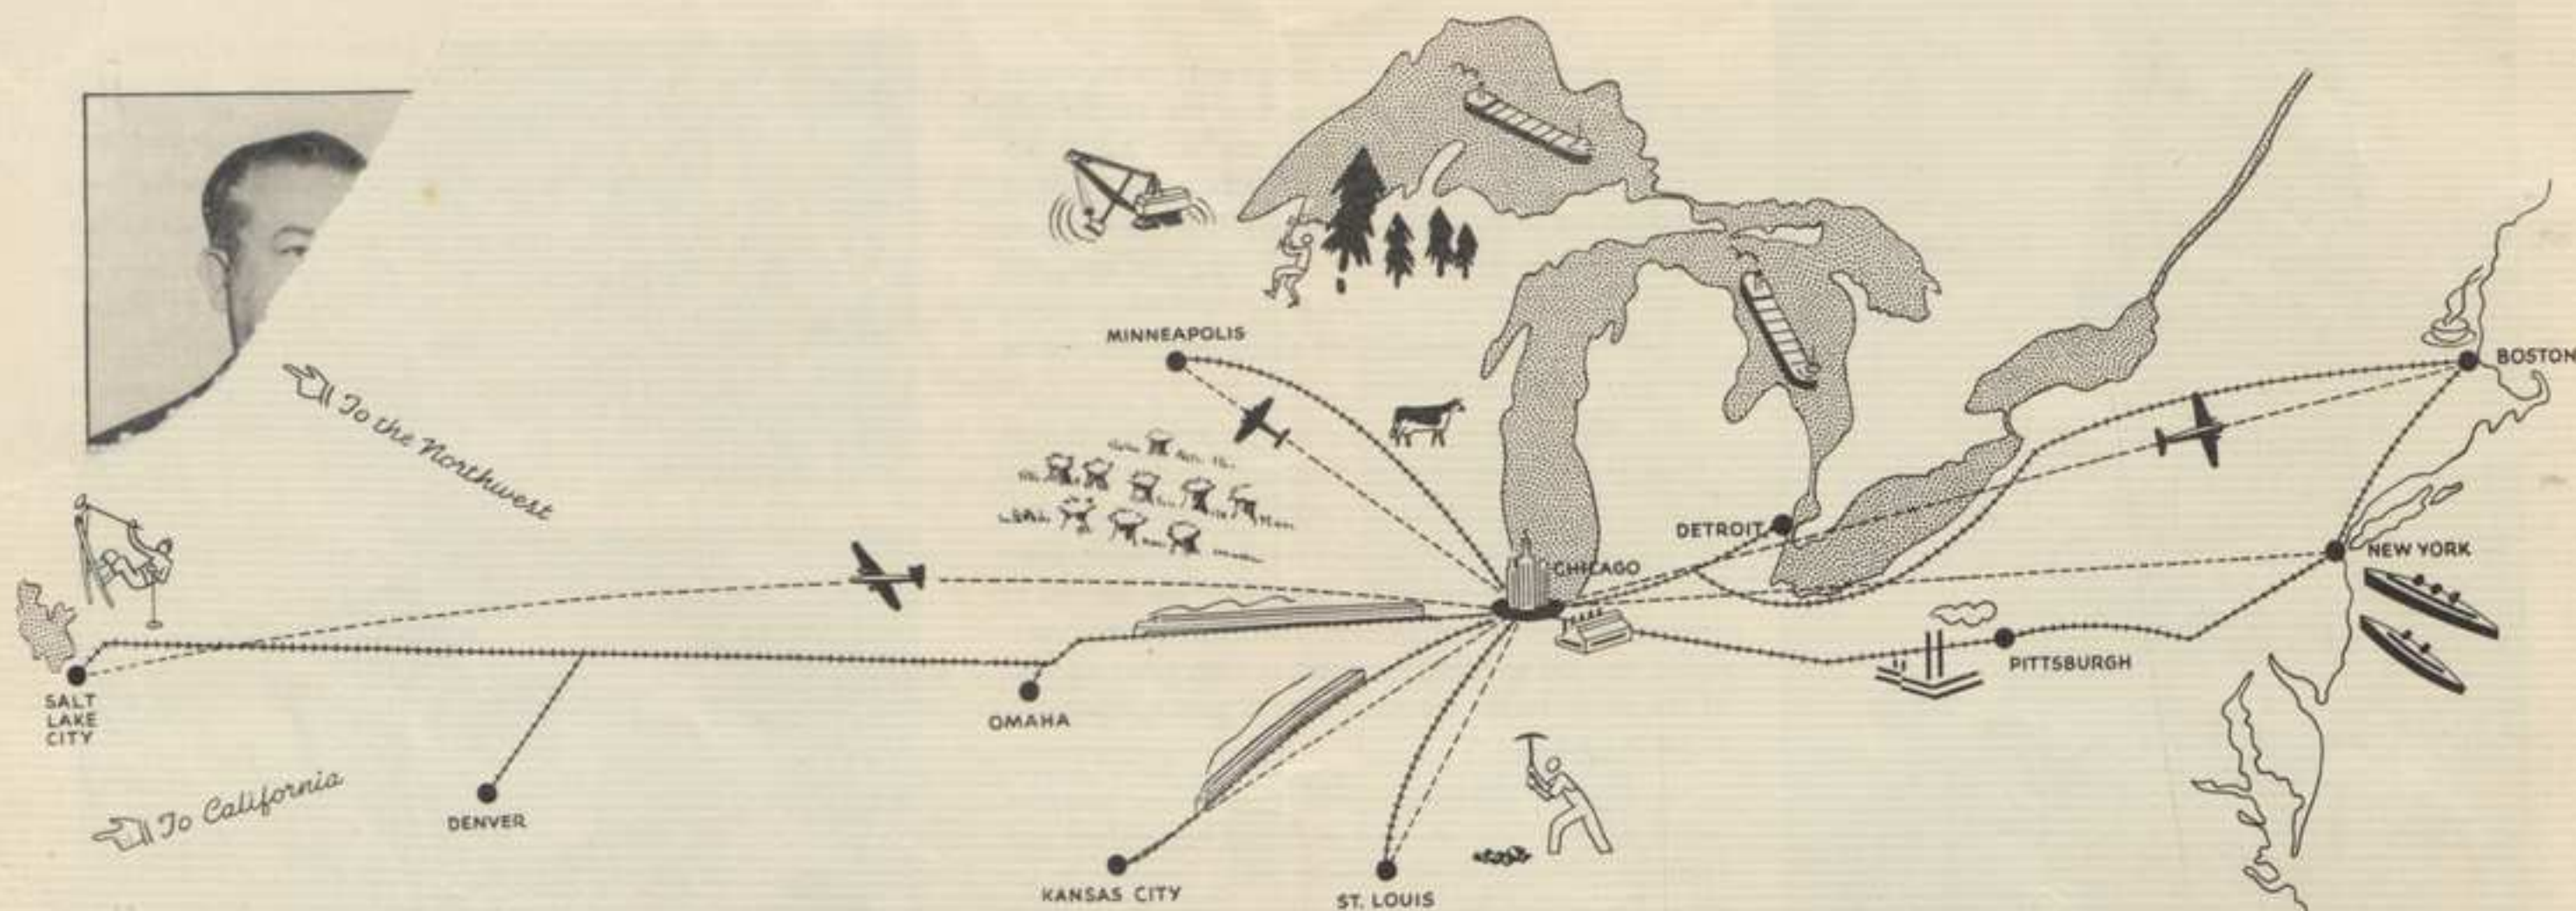 MINNEAPOLIS
BOSTON
To the Northwest
DETROIT
NEW YORK
CHICAGO
PITTSBURGH
SALT
LAKE
CITY
OMAHA
To California
DENVER
KANSAS CITY
ST. LOUIS